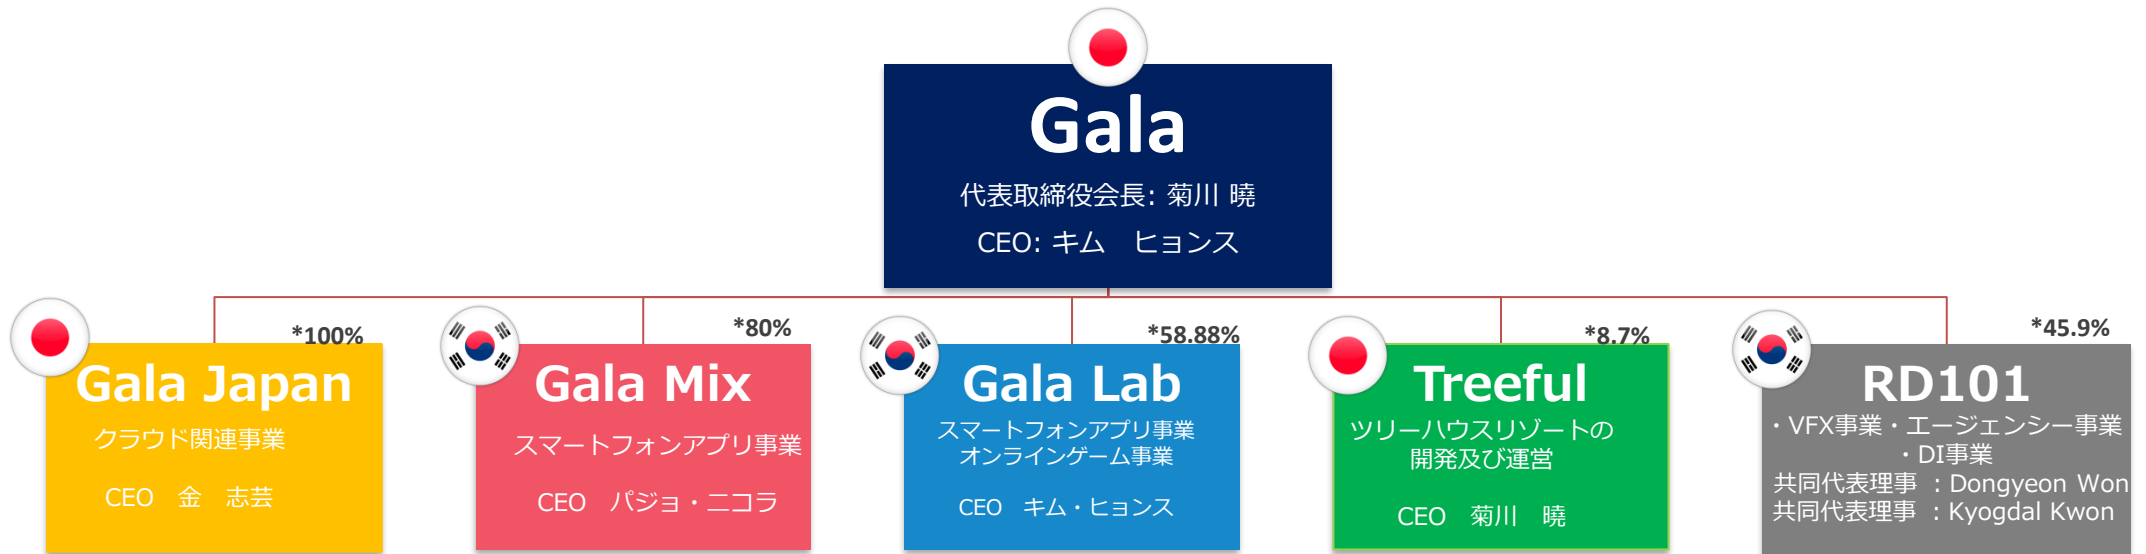 Gala
代表取締役会長: 菊川 曉
CEO: キム　ヒョンス
*100%
Gala Japan
クラウド関連事業
CEO　金　志芸
*80%
Gala Mix
スマートフォンアプリ事業
CEO　パジョ・ニコラ
*58.88%
Gala Lab
スマートフォンアプリ事業
オンラインゲーム事業
CEO　キム・ヒョンス
*8.7%
Treeful
ツリーハウスリゾートの
開発及び運営
CEO　菊川　曉
*45.9%
RD101
・VFX事業・エージェンシー事業
・DI事業
共同代表理事 ：Dongyeon Won
共同代表理事 ：Kyogdal Kwon